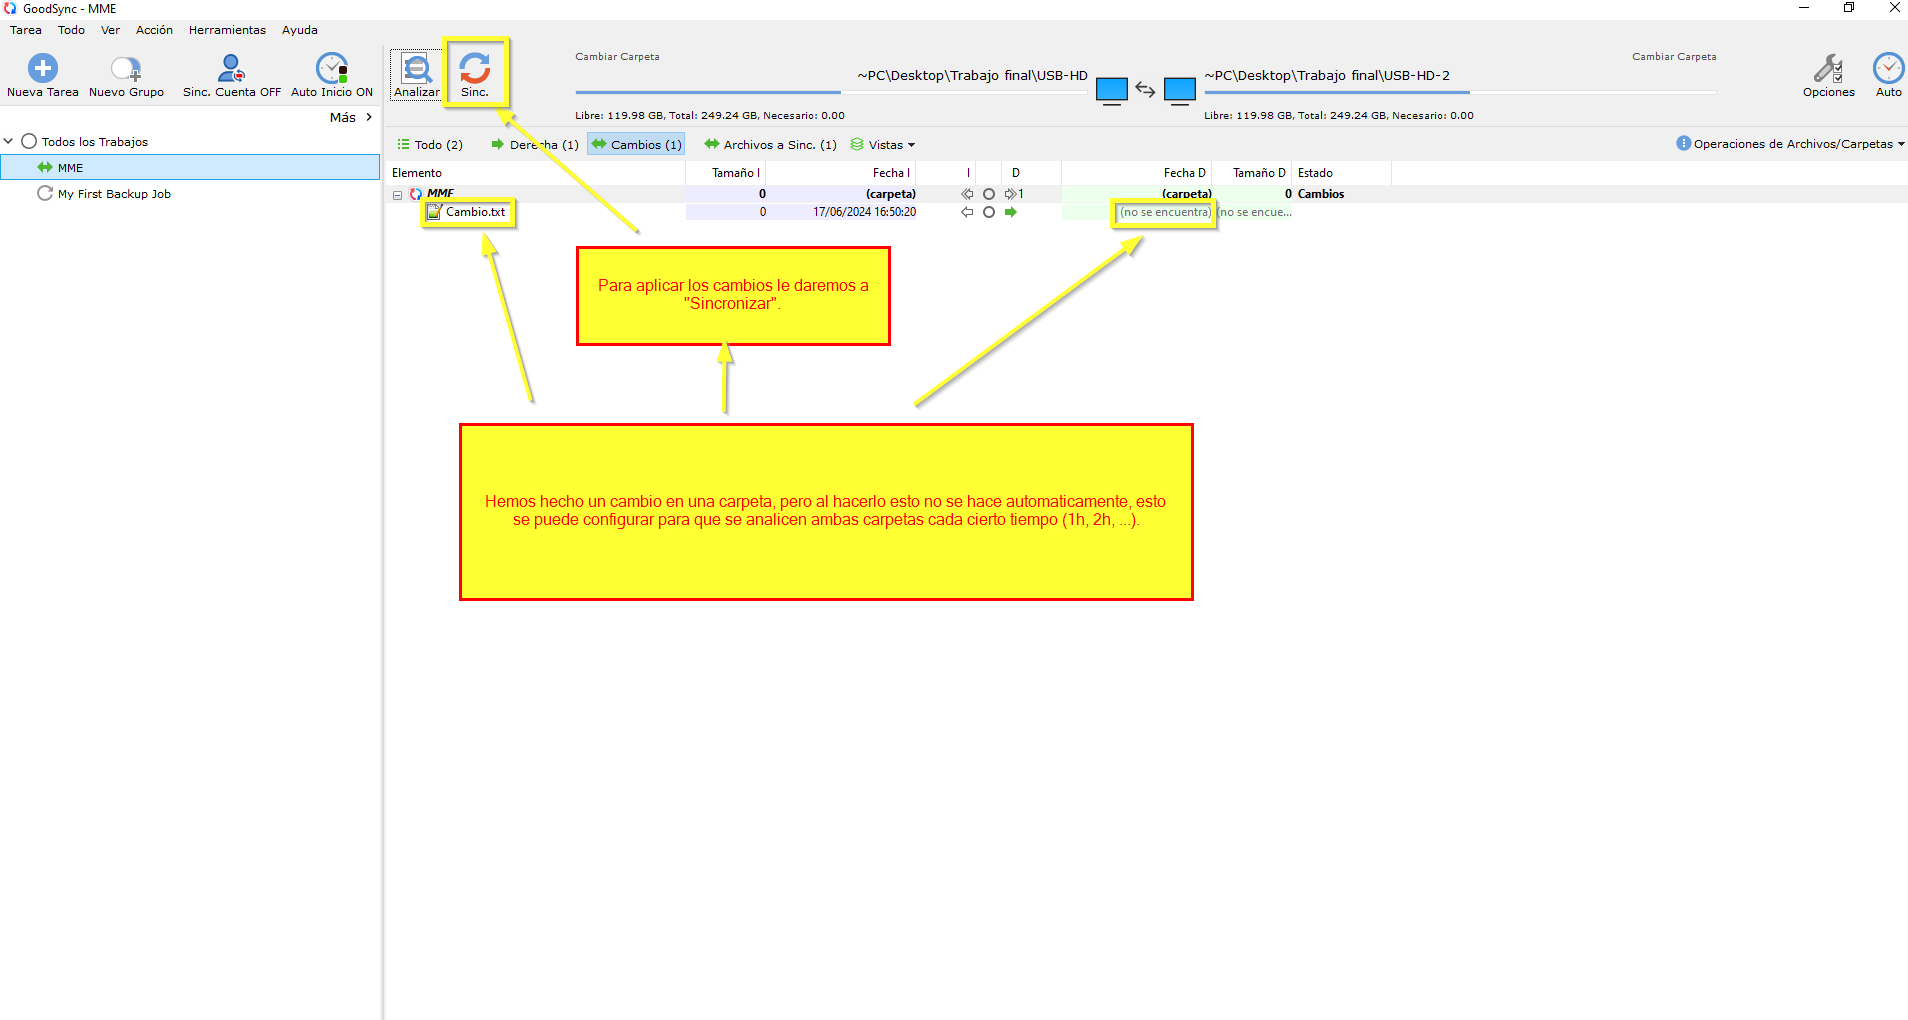 GoodSync - MME
Tarea Todo Ver Acción Herramientas Ayuda
Nueva Tarea Nuevo Grupo Sinc. Cuenta OFF Auto Inicio ON
Más >
Todos los Trabajos
MME
My First Backup Job
Analizar Sinc.
Cambiar Carpeta
~PC\Desktop\Trabajo final\USB-HD
Libre: 119.98 GB, Total: 249.24 GB, Necesario: 0.00
Cambiar Carpeta
~PC\Desktop\Trabajo final\USB-HD-2
Libre: 119.98 GB, Total: 249.24 GB, Necesario: 0.00
Opciones Auto
Todo (2) Derecha (1) Cambios (1) Archivos a Sinc. (1) Vistas Operaciones de Archivos/Carpetas
Elemento Tamaño I Fecha I I D Fecha D Tamaño D Estado
MME 0 (carpeta) 1 (carpeta) 0 Cambios
Cambio.txt 0 17/06/2024 16:50:20 (no se encuentra) (no se encue...
Para aplicar los cambios le daremos a
"Sincronizar".
Hemos hecho un cambio en una carpeta, pero al hacerlo esto no se hace automaticamente, esto
se puede configurar para que se analicen ambas carpetas cada cierto tiempo (1h, 2h, ...).